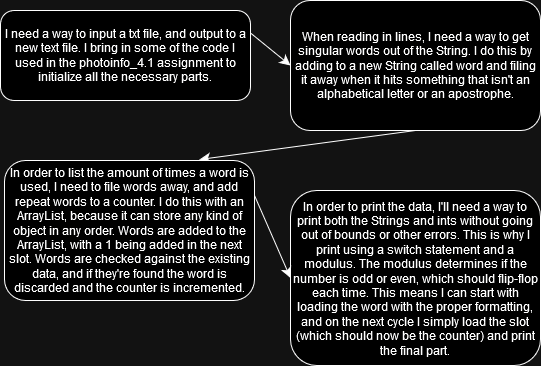 I need a way to input a txt file, and output to a
new text file. I bring in some of the code I
used in the photoinfo_4.1 assignment to
initialize all the necessary parts.
When reading in lines, I need a way to get
singular words out of the String. I do this by
adding to a new String called word and filing
it away when it hits something that isn't an
alphabetical letter or an apostrophe.
In order to list the amount of times a word is
used, I need to file words away, and add
repeat words to a counter. I do this with an
ArrayList, because it can store any kind of
object in any order. Words are added to the
ArrayList, with a 1 being added in the next
slot. Words are checked against the existing
data, and if they're found the word is
discarded and the counter is incremented.
In order to print the data, I'll need a way to
print both the Strings and ints without going
out of bounds or other errors. This is why I
print using a switch statement and a
modulus. The modulus determines if the
number is odd or even, which should flip-flop
each time. This means I can start with
loading the word with the proper formatting,
and on the next cycle I simply load the slot
(which should now be the counter) and print
the final part.